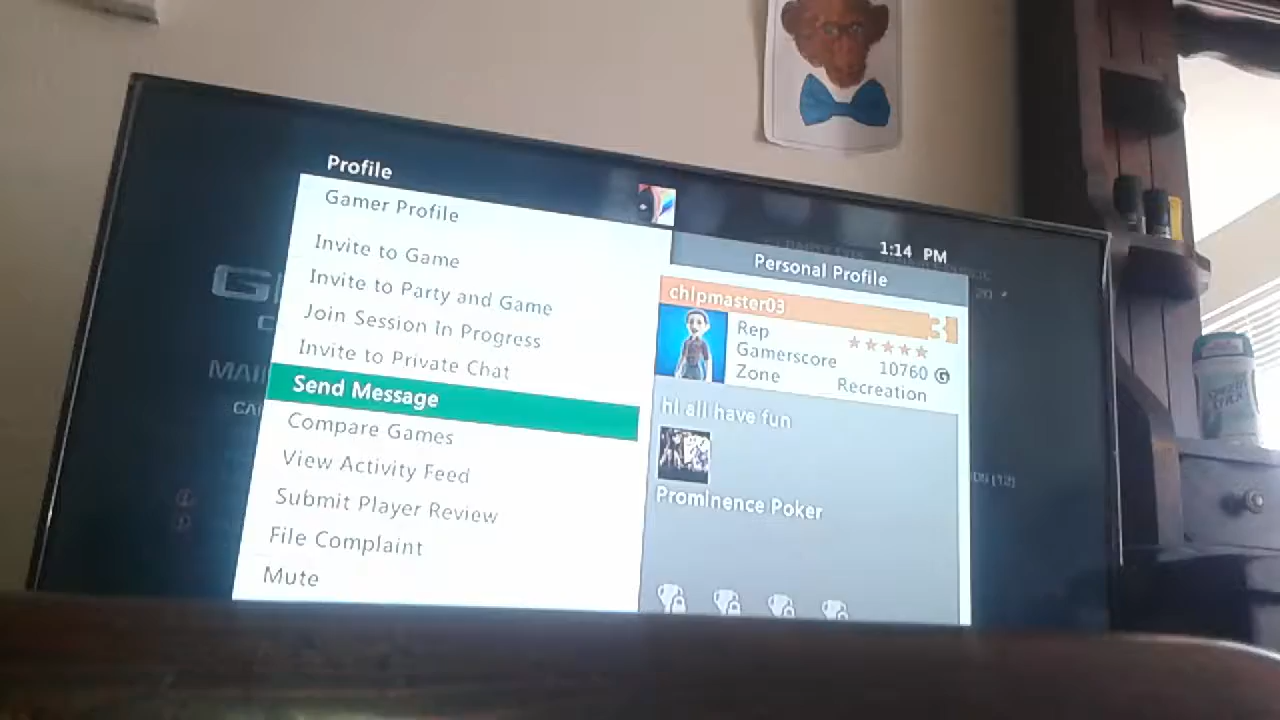 Profile
Gamer Profile
Invite to Game
Invite to Party and Game
Join Session In Progress
Invite to Private Chat
Send Message
Compare Games
View Activity Feed
Submit Player Review
File Complaint
Mute
1:14 PM
Personal Profile
chlpmaster03
3
Rep
Gamerscore 10760 G
Zone Recreation
hi all have fun
Prominence Poker